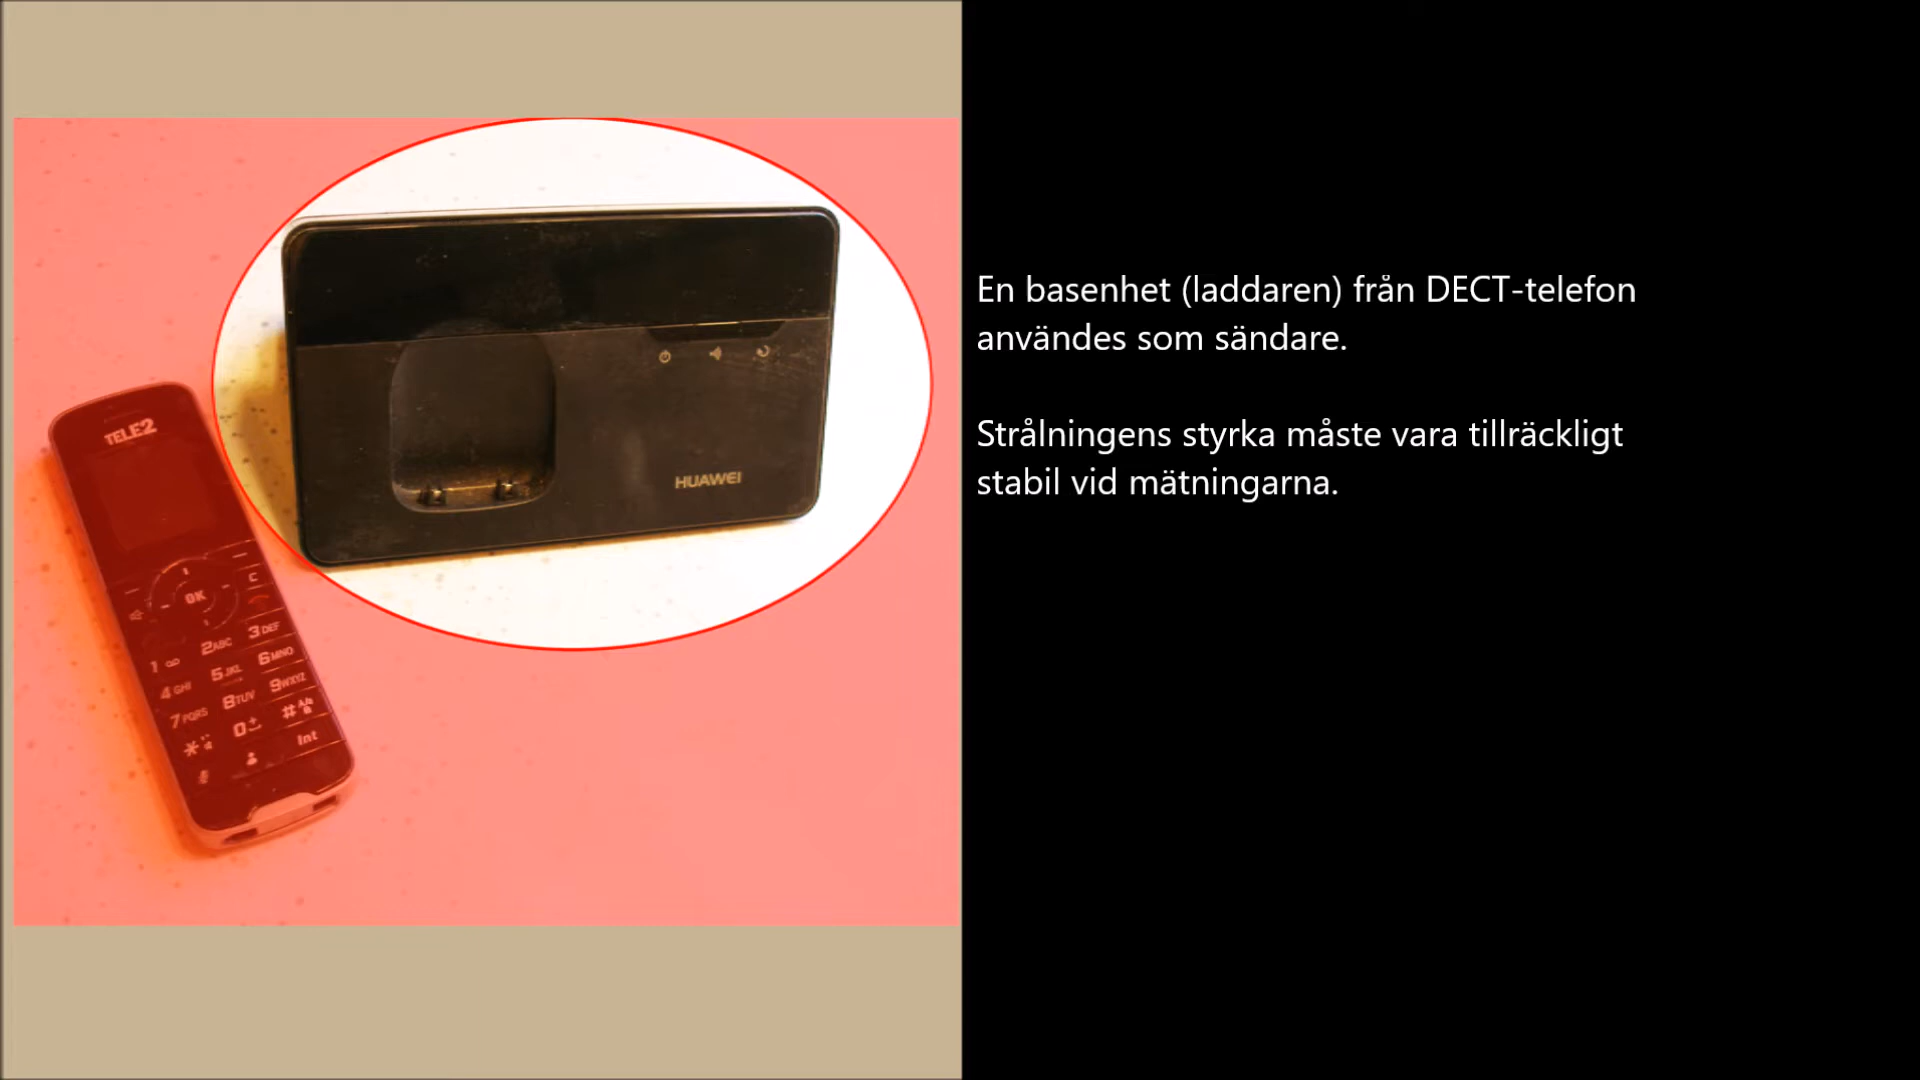 En basenhet (laddaren) från DECT-telefon
användes som sändare.
Strålningens styrka måste vara tillräckligt
stabil vid mätningarna.
HUAWEI
TELE2
C
OK
1 2ABC 3DEF
4GHI 5JKL 6MNO
7PQRS 8TUV 9WXYZ
* 0+ #
Int